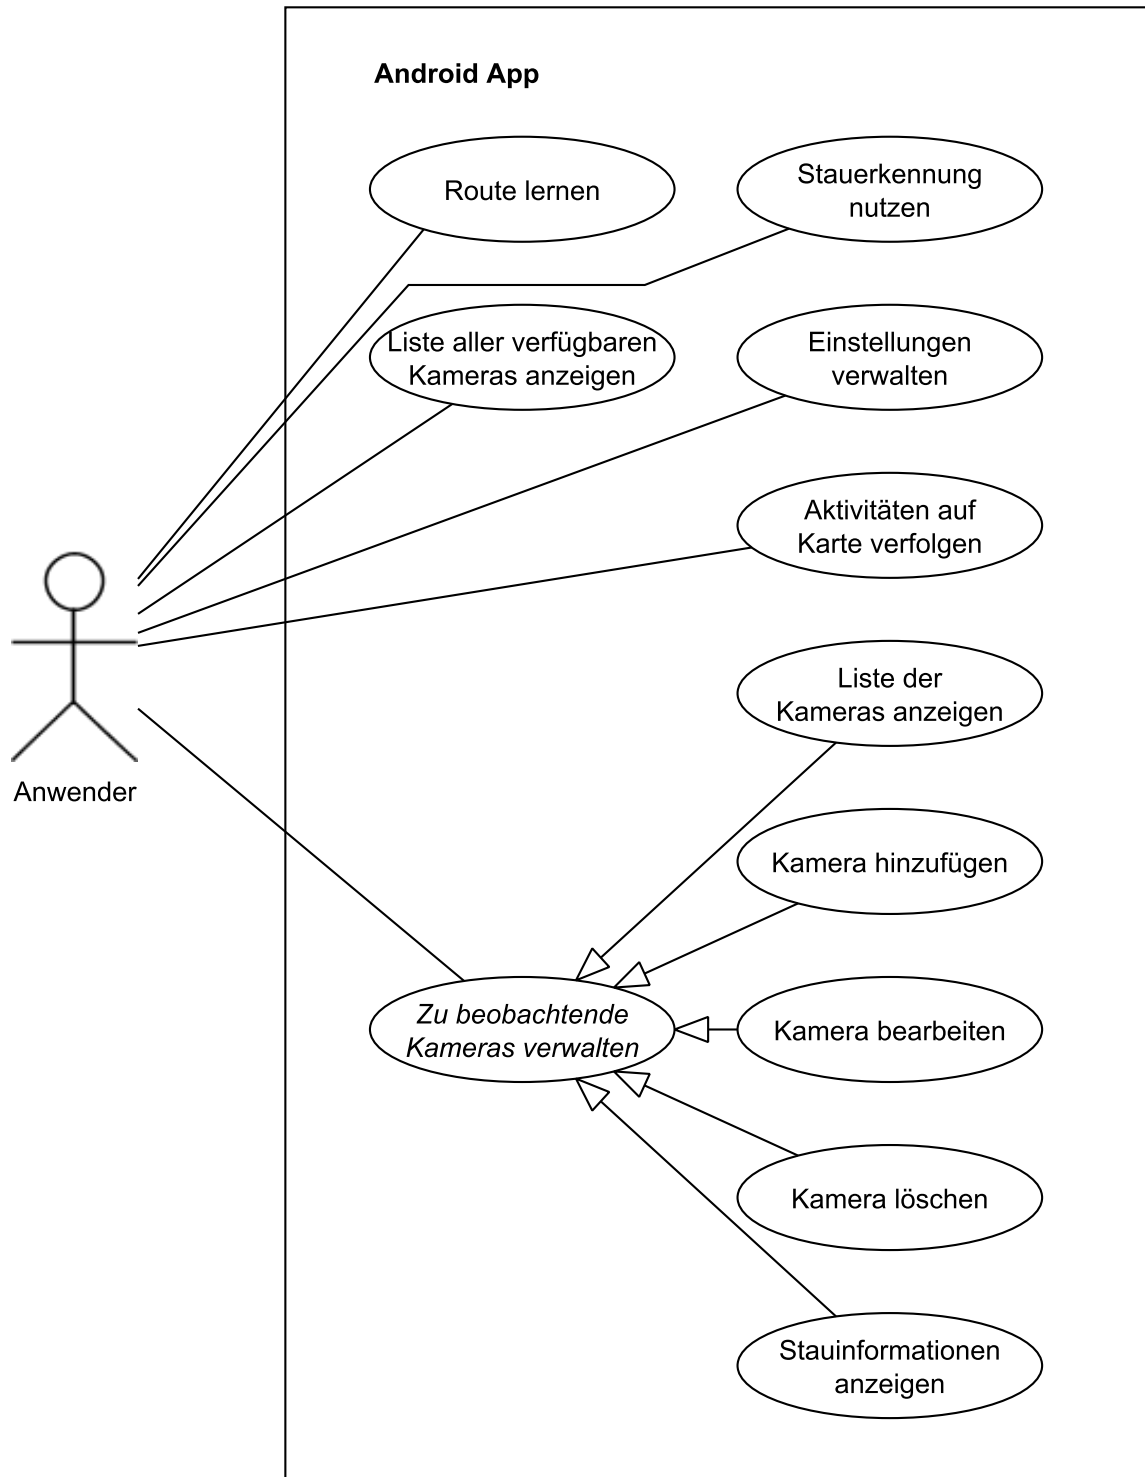 Android App
Route lernen
Stauerkennung
nutzen
Liste aller verfügbaren
Kameras anzeigen
Einstellungen
verwalten
Aktivitäten auf
Karte verfolgen
Liste der
Kameras anzeigen
Anwender
Kamera hinzufügen
Zu beobachtende
Kameras verwalten
Kamera bearbeiten
Kamera löschen
Stauinformationen
anzeigen